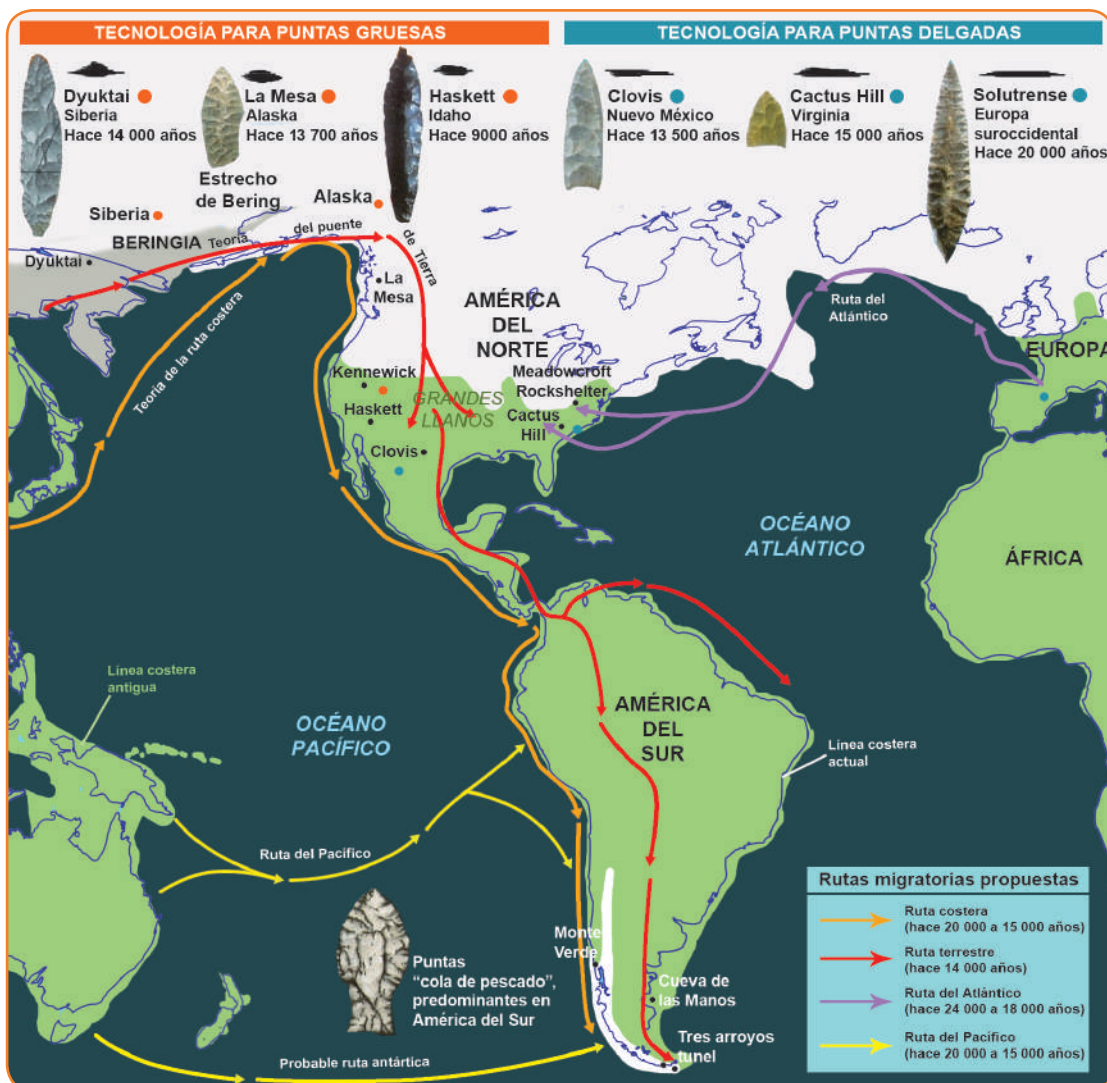 TECNOLOGÍA PARA PUNTAS GRUESAS
TECNOLOGÍA PARA PUNTAS DELGADAS
Dyuktai
Siberia
Hace 14 000 años
La Mesa
Alaska
Hace 13 700 años
Haskett
Idaho
Hace 9000 años
Clovis
Nuevo México
Hace 13 500 años
Cactus Hill
Virginia
Hace 15 000 años
Solutrense
Europa
suroccidental
Hace 20 000 años
Estrecho
de Bering
Alaska
Siberia
BERINGIA
Teoría del puente de Tierra
Dyuktai
La
Mesa
Teoría de la ruta costera
AMÉRICA
DEL
NORTE
Ruta del
Atlántico
EUROPA
Kennewick
Meadowcroft
Rockshelter
GRANDES
LLANOS
Haskett
Cactus
Hill
Clovis
OCÉANO
ATLÁNTICO
ÁFRICA
Línea costera
antigua
OCÉANO
PACÍFICO
AMÉRICA
DEL
SUR
Línea costera
actual
Ruta del Pacífico
Puntas
"cola de pescado",
predominantes en
América del Sur
Monte
Verde
Cueva de
las Manos
Tres arroyos
tunel
Probable ruta antártica
Rutas migratorias propuestas
Ruta costera
(hace 20 000 a 15 000 años)
Ruta terrestre
(hace 14 000 años)
Ruta del Atlántico
(hace 24 000 a 18 000 años)
Ruta del Pacífico
(hace 20 000 a 15 000 años)